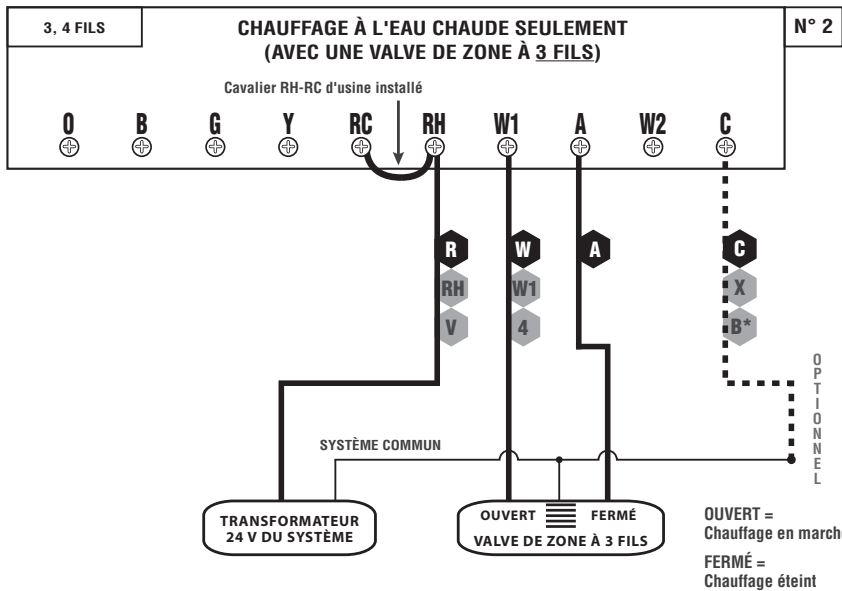 3, 4 FILS
CHAUFFAGE À L'EAU CHAUDE SEULEMENT
(AVEC UNE VALVE DE ZONE À 3 FILS)
N° 2
Cavalier RH-RC d'usine installé
O B G Y RC RH W1 A W2 C
R W A C
RH W1 X
V 4 B*
OPTIONNEL
SYSTÈME COMMUN
TRANSFORMATEUR
24 V DU SYSTÈME
OUVERT FERMÉ
VALVE DE ZONE À 3 FILS
OUVERT =
Chauffage en march
FERMÉ =
Chauffage éteint